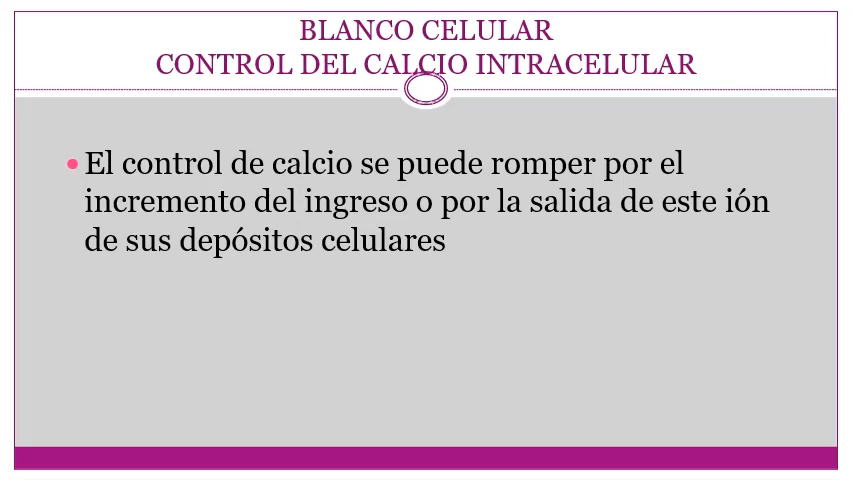 BLANCO CELULAR
CONTROL DEL CALCIO INTRACELULAR
El control de calcio se puede romper por el
incremento del ingreso o por la salida de este ión
de sus depósitos celulares